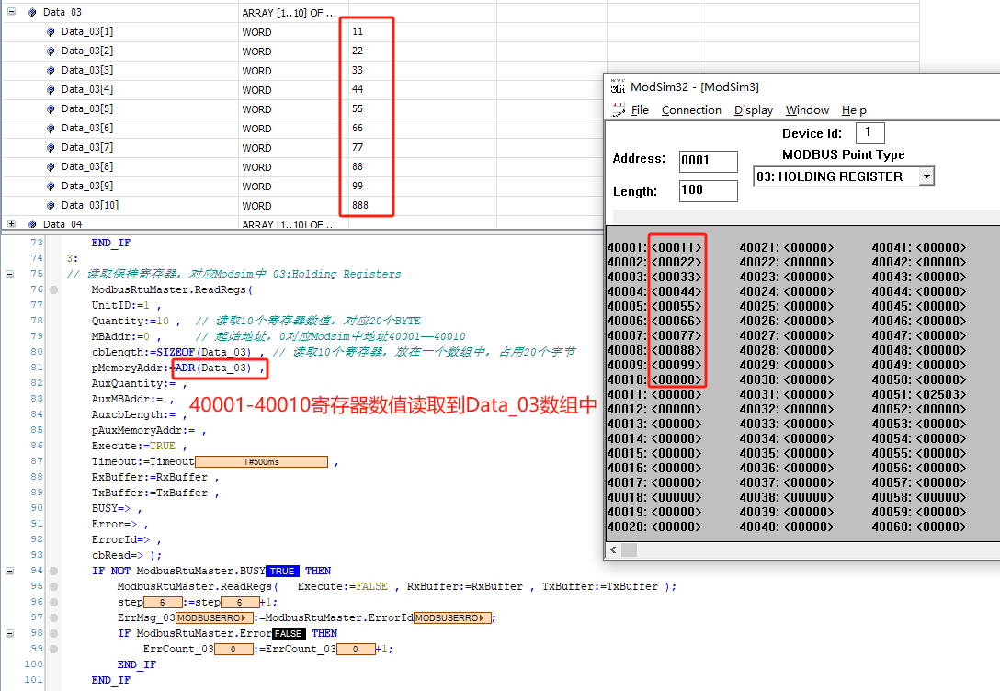 Data_03 ARRAY [1..10] OF ...
Data_03[1] WORD 11
Data_03[2] WORD 22
Data_03[3] WORD 33
Data_03[4] WORD 44
Data_03[5] WORD 55
Data_03[6] WORD 66
Data_03[7] WORD 77
Data_03[8] WORD 88
Data_03[9] WORD 99
Data_03[10] WORD 888
Data_04 ARRAY [1..10] OF ...
73 END_IF
74 3:
75 // 读取保持寄存器，对应Modsim中 03:Holding Registers
76 ModbusRtuMaster.ReadRegs(
77 UnitID:=1 ,
78 Quantity:=10 , // 读取10个寄存器数值，对应20个BYTE
79 MBAddr:=0 , // 起始地址，0对应Modsim中地址40001——40010
80 cbLength:=SIZEOF(Data_03) , // 读取10个寄存器，放在一个数组中，占用20个字节
81 pMemoryAddr:=ADR(Data_03) ,
82 AuxQuantity:= ,
83 AuxMBAddr:= ,
84 AuxcbLength:= ,
85 pAuxMemoryAddr:= ,
86 Execute:=TRUE ,
87 Timeout:=Timeout T#500ms ,
88 RxBuffer:=RxBuffer ,
89 TxBuffer:=TxBuffer ,
90 BUSY=> ,
91 Error=> ,
92 ErrorId=> ,
93 cbRead=> );
94 IF NOT ModbusRtuMaster.BUSY TRUE THEN
95 ModbusRtuMaster.ReadRegs( Execute:=FALSE , RxBuffer:=RxBuffer , TxBuffer:=TxBuffer );
96 step 6 :=step 6 +1;
97 ErrMsg_03 MODBUSERRO :=ModbusRtuMaster.ErrorId MODBUSERRO ;
98 IF ModbusRtuMaster.Error FALSE THEN
99 ErrCount_03 0 :=ErrCount_03 0 +1;
100 END_IF
101 END_IF
40001-40010寄存器数值读取到Data_03数组中
ModSim32 - [ModSim3]
File Connection Display Window Help
Device Id: 1
Address: 0001
MODBUS Point Type
03: HOLDING REGISTER
Length: 100
40001: <00011> 40021: <00000> 40041: <00000>
40002: <00022> 40022: <00000> 40042: <00000>
40003: <00033> 40023: <00000> 40043: <00000>
40004: <00044> 40024: <00000> 40044: <00000>
40005: <00055> 40025: <00000> 40045: <00000>
40006: <00066> 40026: <00000> 40046: <00000>
40007: <00077> 40027: <00000> 40047: <00000>
40008: <00088> 40028: <00000> 40048: <00000>
40009: <00099> 40029: <00000> 40049: <00000>
40010: <00888> 40030: <00000> 40050: <00000>
40011: <00000> 40031: <00000> 40051: <02503>
40012: <00000> 40032: <00000> 40052: <00000>
40013: <00000> 40033: <00000> 40053: <00000>
40014: <00000> 40034: <00000> 40054: <00000>
40015: <00000> 40035: <00000> 40055: <00000>
40016: <00000> 40036: <00000> 40056: <00000>
40017: <00000> 40037: <00000> 40057: <00000>
40018: <00000> 40038: <00000> 40058: <00000>
40019: <00000> 40039: <00000> 40059: <00000>
40020: <00000> 40040: <00000> 40060: <00000>